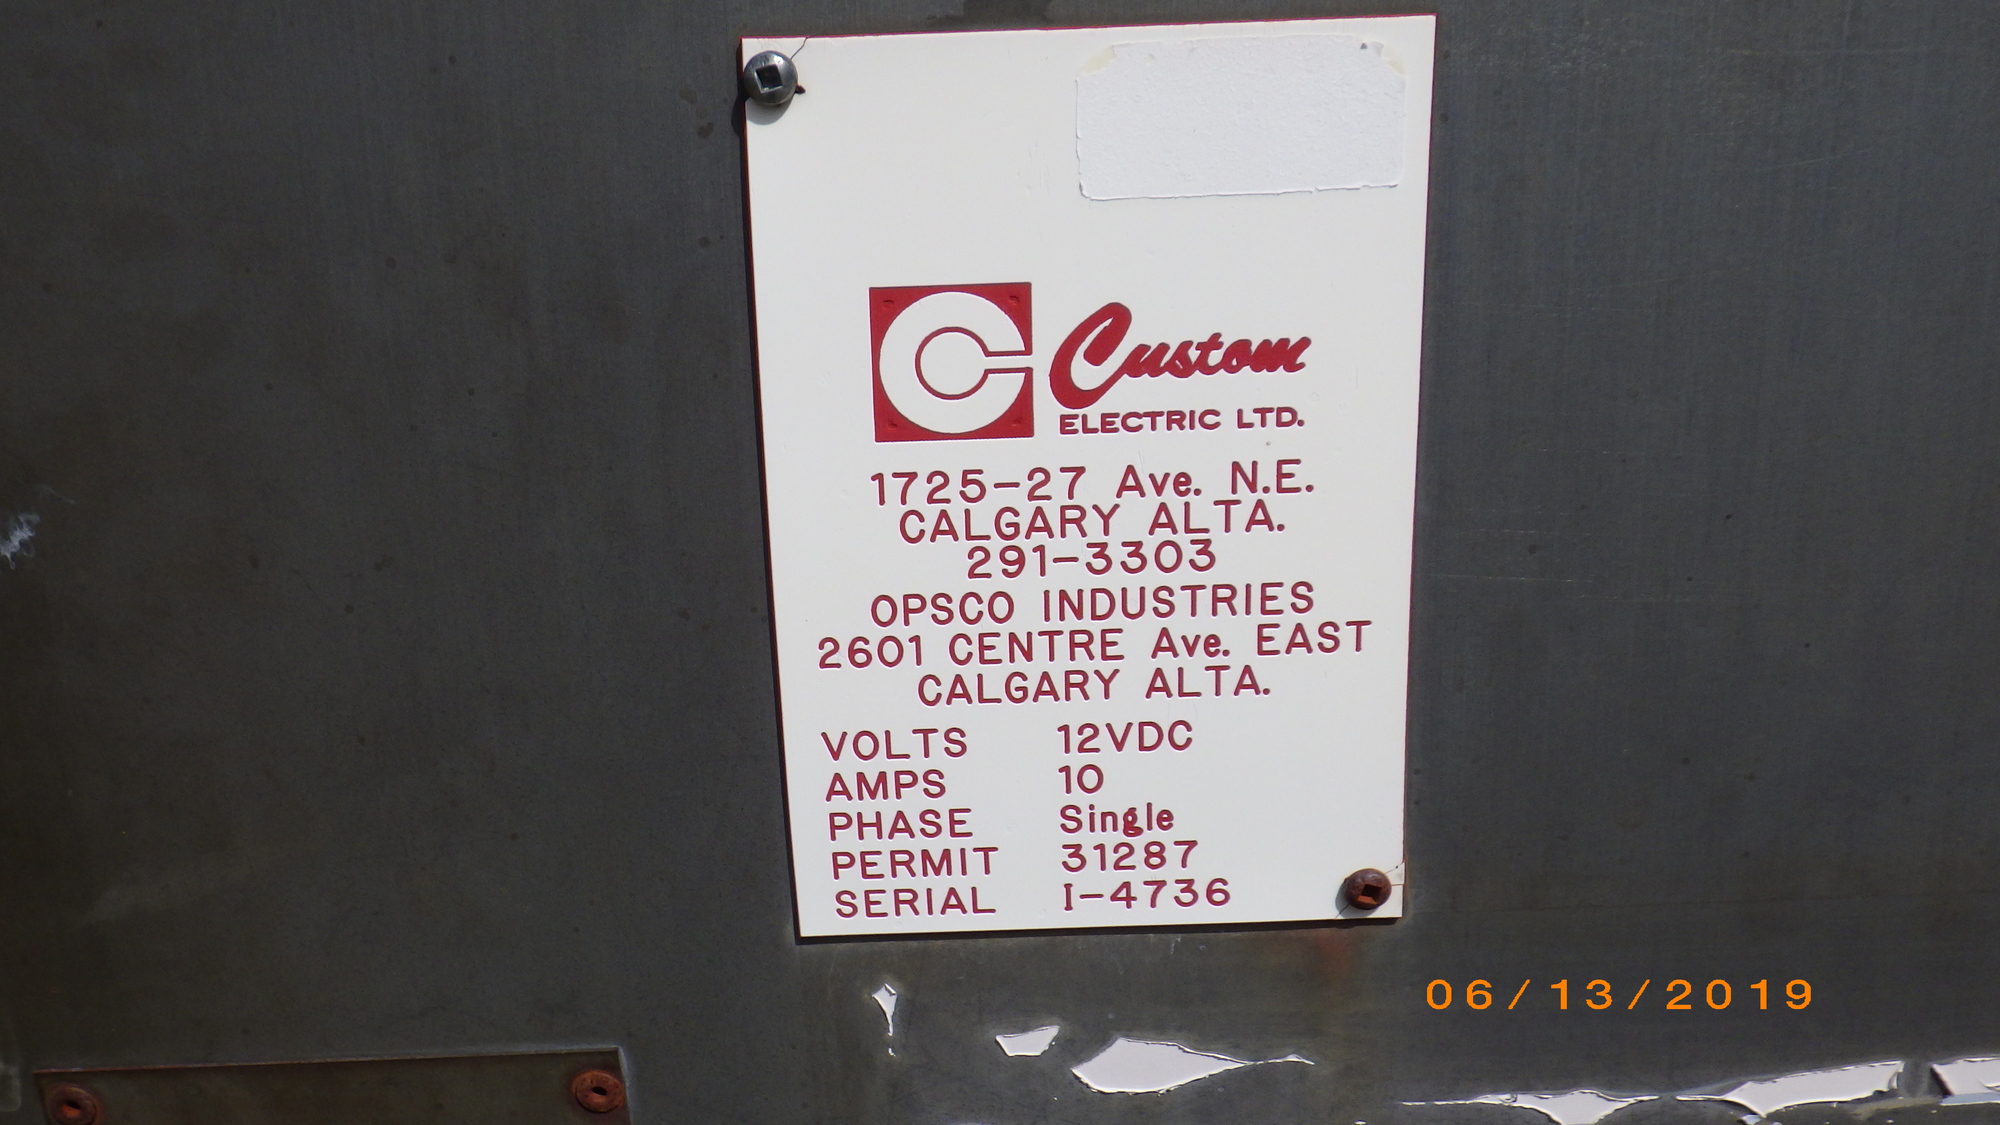 C Custom
ELECTRIC LTD.
1725-27 Ave. N.E.
CALGARY ALTA.
291-3303
OPSCO INDUSTRIES
2601 CENTRE Ave. EAST
CALGARY ALTA.
VOLTS 12VDC
AMPS 10
PHASE Single
PERMIT 31287
SERIAL I-4736
06/13/2019